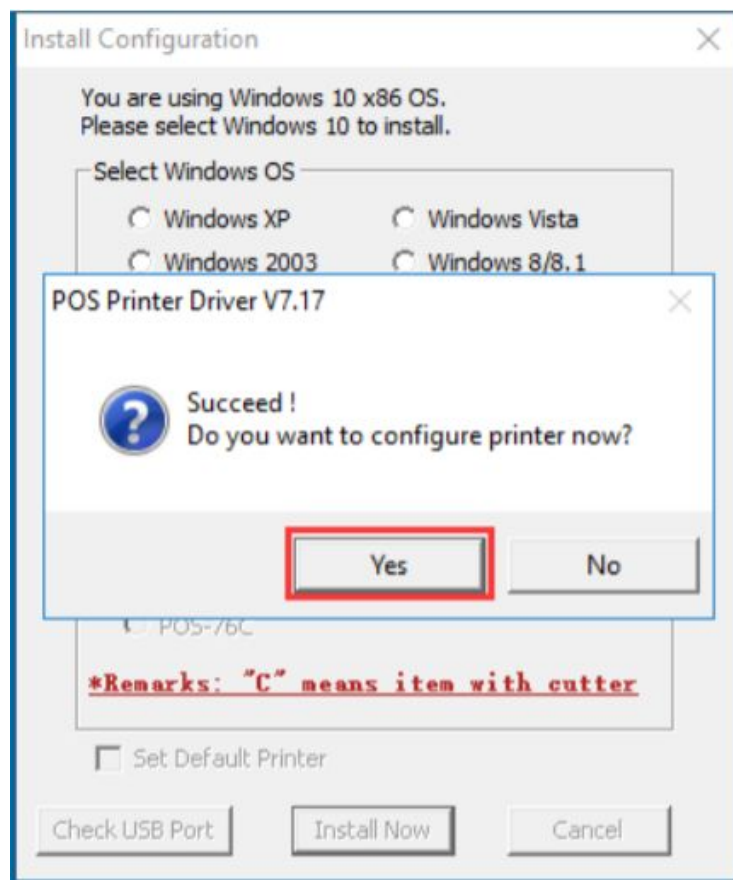 Install Configuration
You are using Windows 10 x86 OS.
Please select Windows 10 to install.
Select Windows OS
Windows XP Windows Vista
Windows 2003 Windows 8/8.1
POS Printer Driver V7.17
Succeed !
Do you want to configure printer now?
Yes No
POS-76C
*Remarks: "C" means item with cutter
Set Default Printer
Check USB Port Install Now Cancel